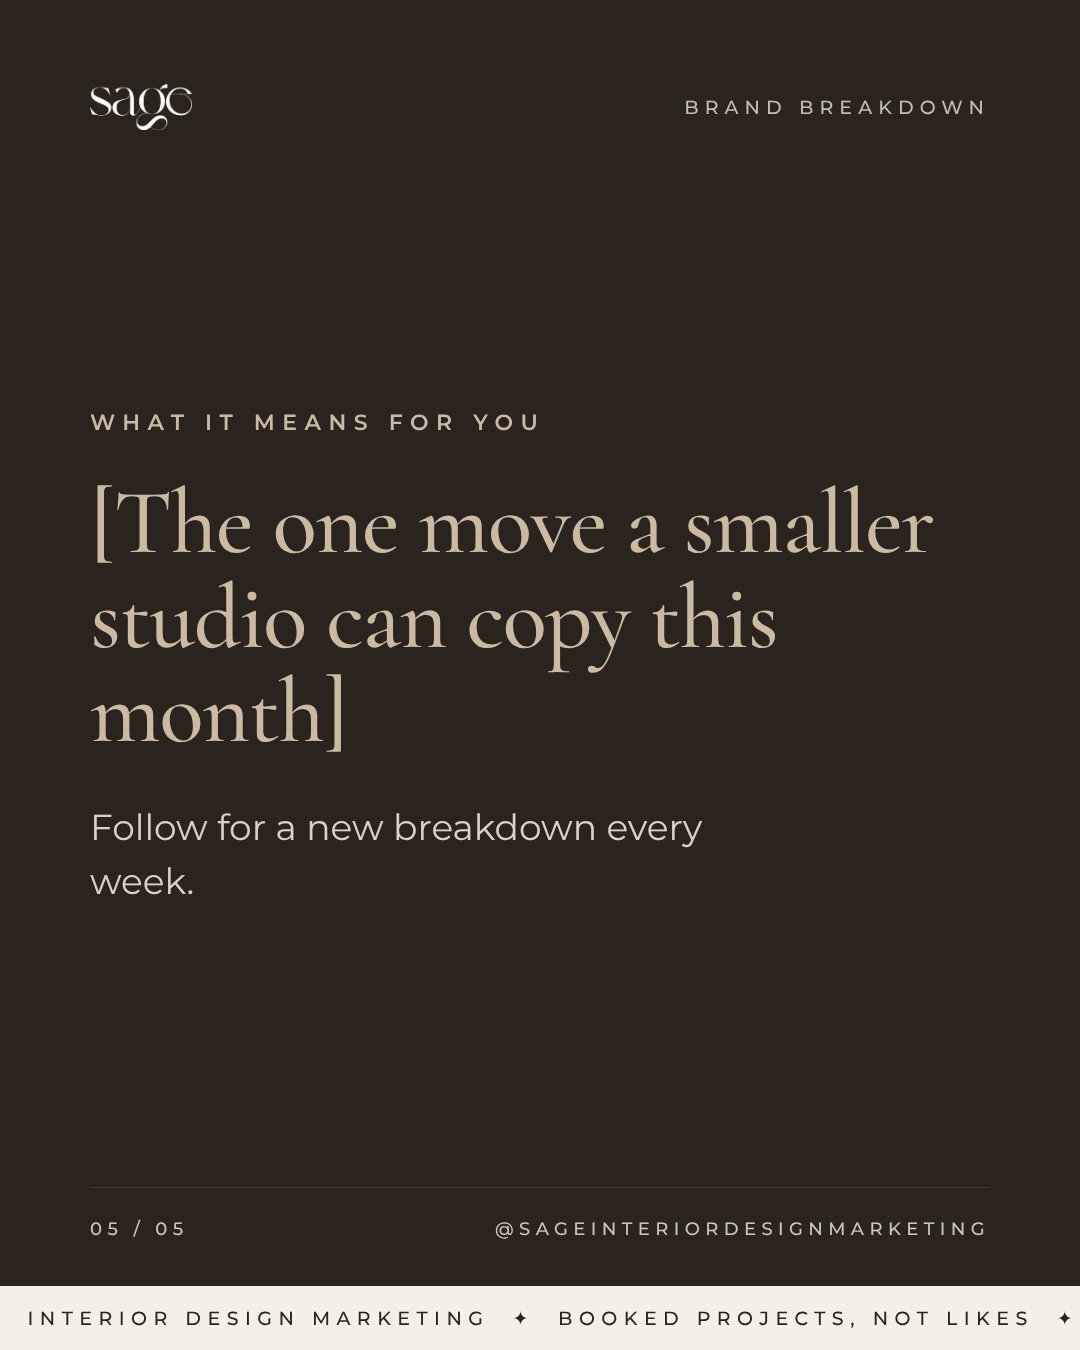 sage
BRAND BREAKDOWN
WHAT IT MEANS FOR YOU
[The one move a smaller
studio can copy this
month]
Follow for a new breakdown every
week.
05 / 05
@SAGEINTERIORDESIGNMARKETING
INTERIOR DESIGN MARKETING ✦ BOOKED PROJECTS, NOT LIKES ✦